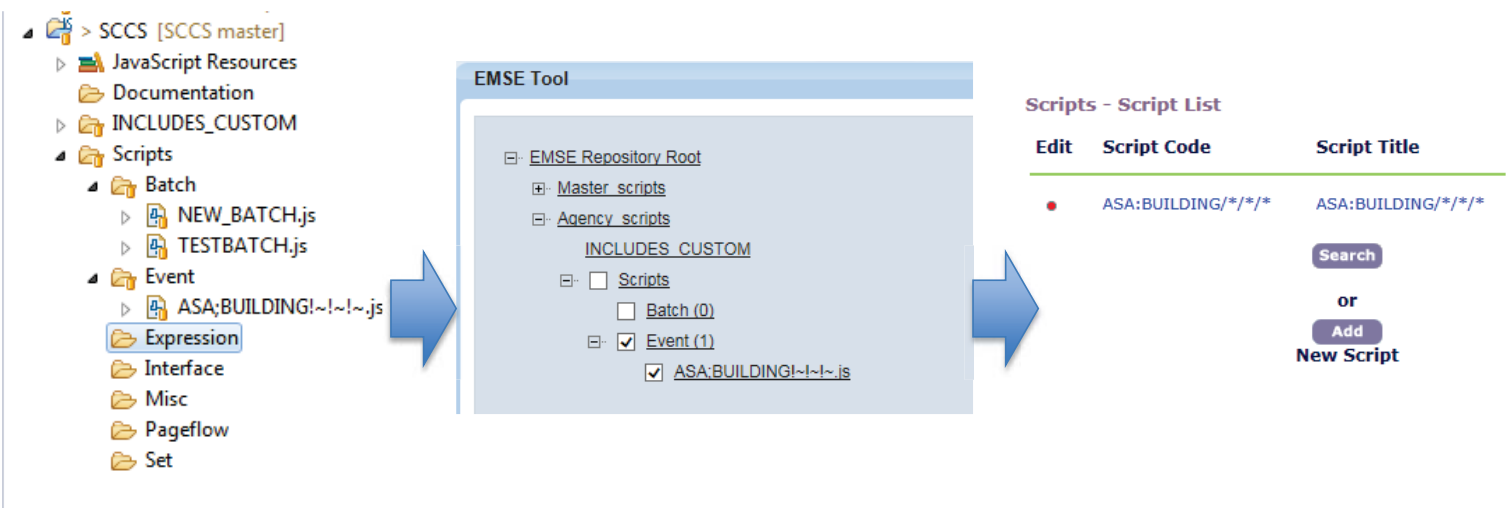 > SCCS [SCCS master]
JavaScript Resources
Documentation
INCLUDES_CUSTOM
Scripts
Batch
NEW_BATCH.js
TESTBATCH.js
Event
ASA;BUILDING!~!~!~.js
Expression
Interface
Misc
Pageflow
Set
EMSE Tool
EMSE Repository Root
Master_scripts
Agency_scripts
INCLUDES_CUSTOM
Scripts
Batch (0)
Event (1)
ASA;BUILDING!~!~!~.js
Scripts - Script List
Edit Script Code Script Title
ASA:BUILDING/*/*/* ASA:BUILDING/*/*/*
Search
or
Add
New Script